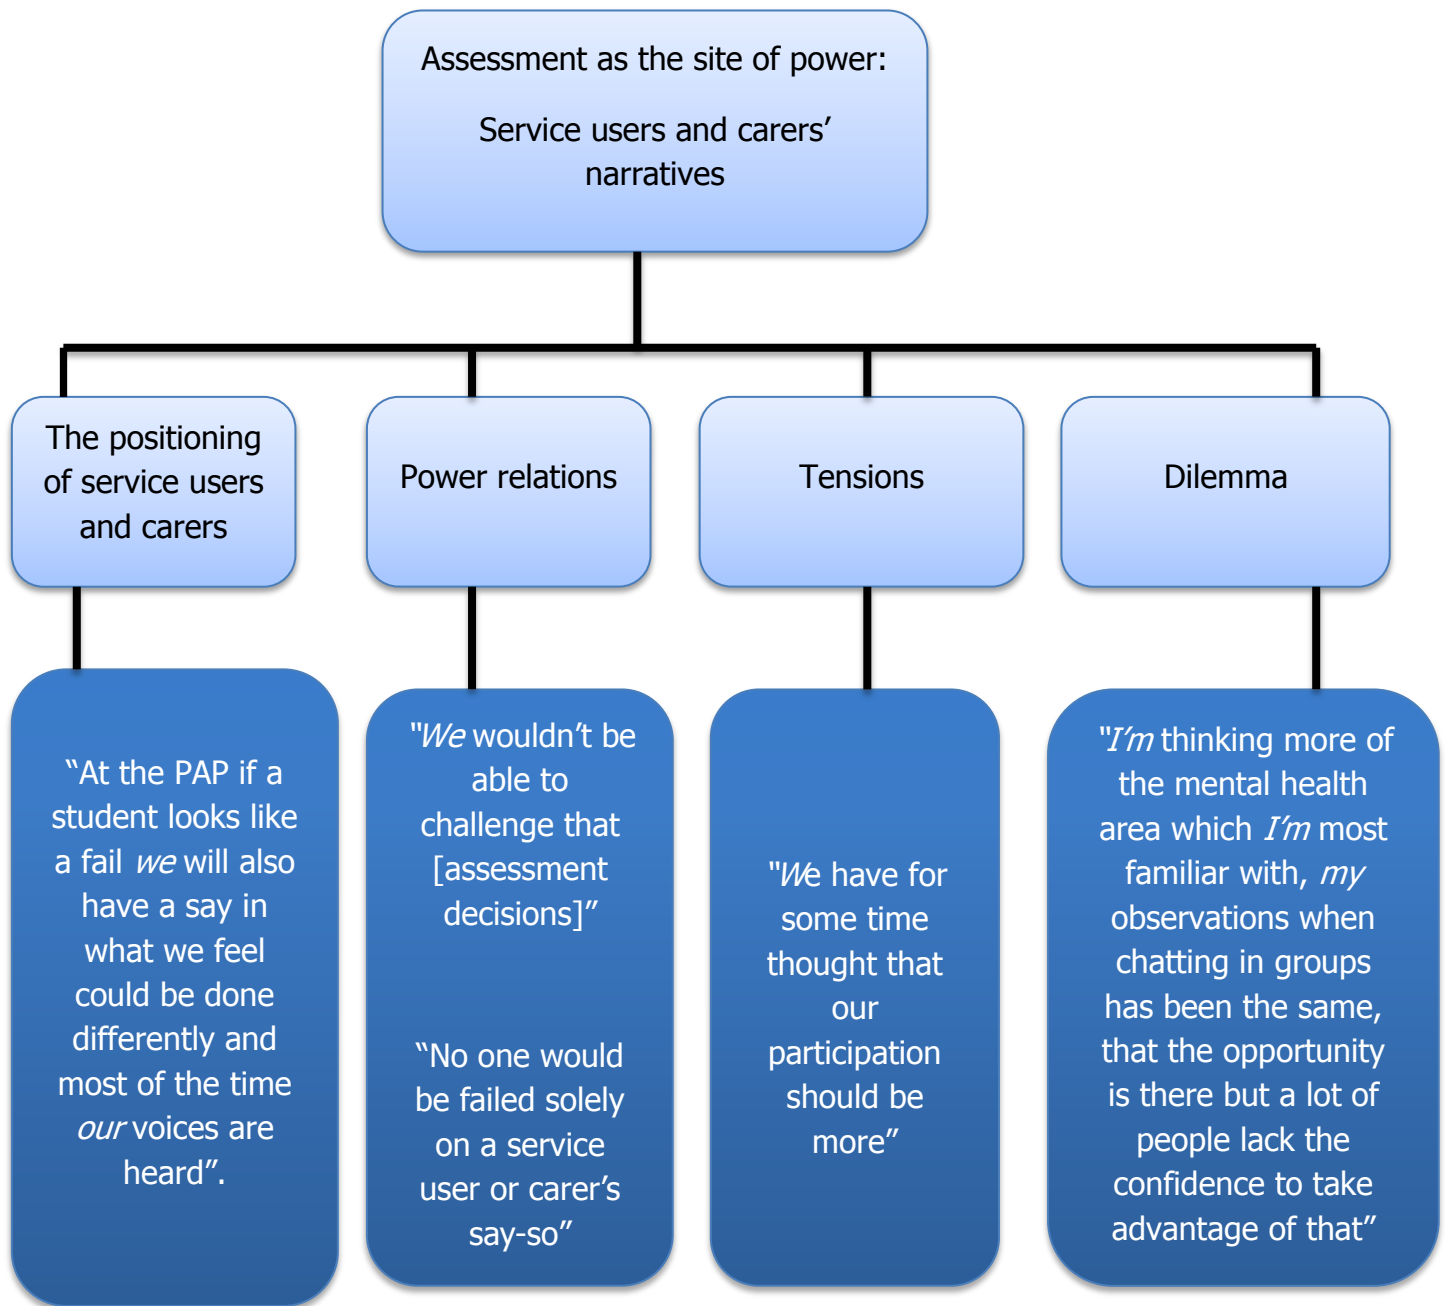 Assessment as the site of power:
Service users and carers’
narratives
The positioning
of service users
and carers
Power relations
Tensions
Dilemma
“At the PAP if a
student looks like
a fail we will also
have a say in
what we feel
could be done
differently and
most of the time
our voices are
heard”.
“We wouldn’t be
able to
challenge that
[assessment
decisions]”
“No one would
be failed solely
on a service
user or carer’s
say-so”
“We have for
some time
thought that
our
participation
should be
more”
“I’m thinking more of
the mental health
area which I’m most
familiar with, my
observations when
chatting in groups
has been the same,
that the opportunity
is there but a lot of
people lack the
confidence to take
advantage of that”